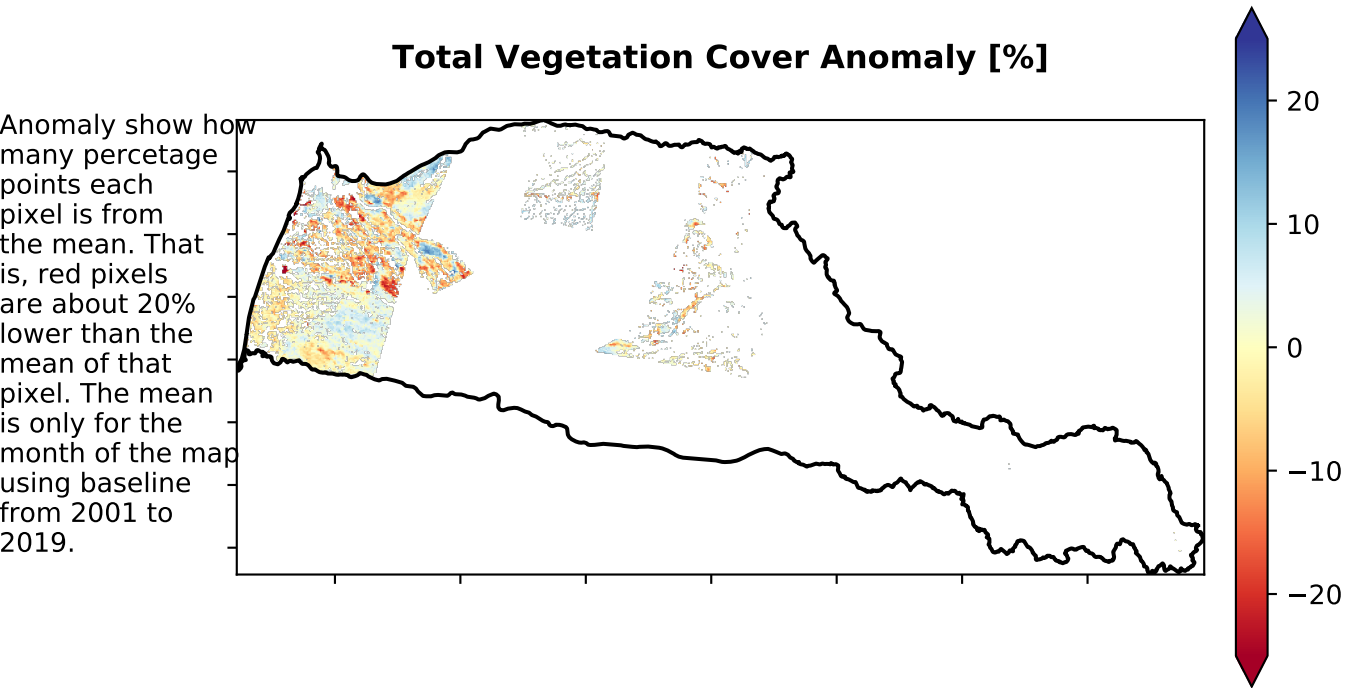 Total Vegetation Cover Anomaly [%]
Anomaly show how
many percetage
points each
pixel is from
the mean. That
is, red pixels
are about 20%
lower than the
mean of that
pixel. The mean
is only for the
month of the map
using baseline
from 2001 to
2019.
20
10
0
−10
−20